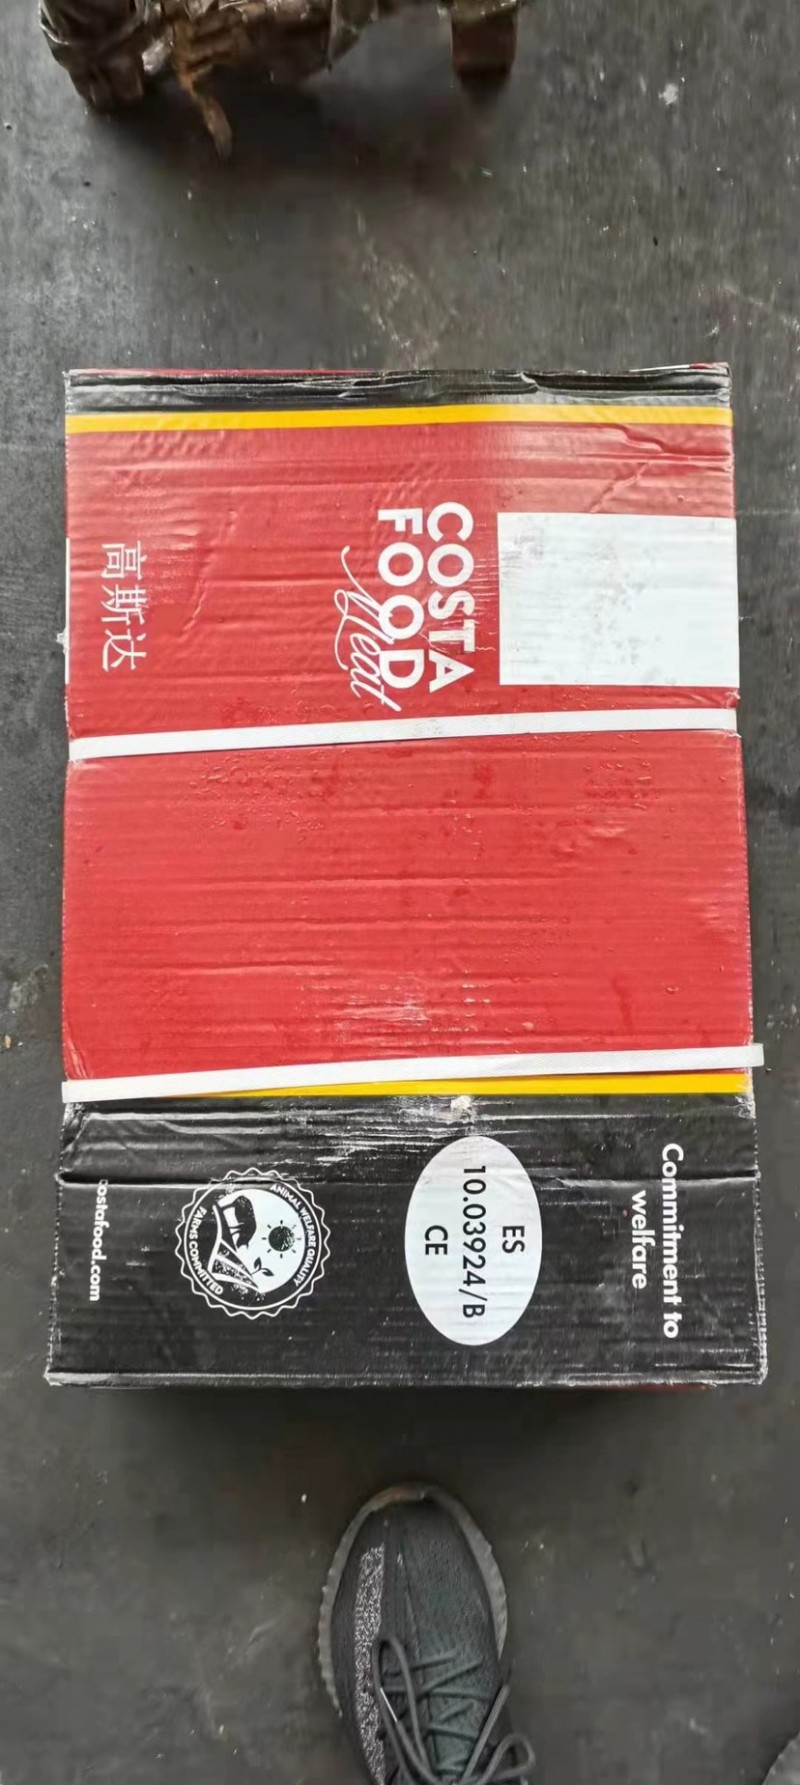 COSTA
FOOD
Meat
高斯达
Commitment to
welfare
ES
10.03924/B
CE
ANIMAL WELFARE QUALITY
FARMS COMMITTED
ostafood.com